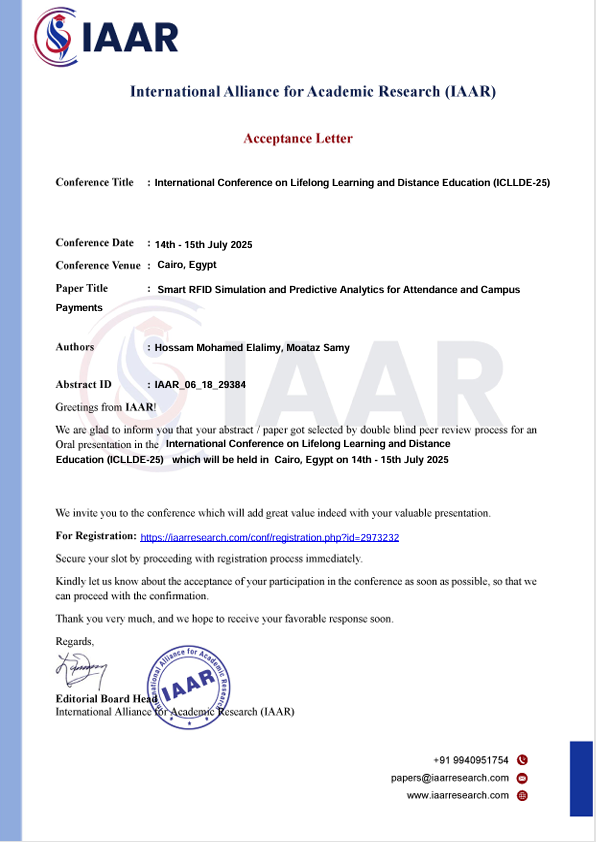 IAAR
International Alliance for Academic Research (IAAR)
Acceptance Letter
Conference Title : International Conference on Lifelong Learning and Distance Education (ICLLDE-25)
Conference Date : 14th - 15th July 2025
Conference Venue : Cairo, Egypt
Paper Title : Smart RFID Simulation and Predictive Analytics for Attendance and Campus
Payments
IAAR
Authors : Hossam Mohamed Elalimy, Moataz Samy
Abstract ID : IAAR_06_18_29384
Greetings from IAAR!
We are glad to inform you that your abstract / paper got selected by double blind peer review process for an
Oral presentation in the International Conference on Lifelong Learning and Distance
Education (ICLLDE-25) which will be held in Cairo, Egypt on 14th - 15th July 2025
We invite you to the conference which will add great value indeed with your valuable presentation.
For Registration: https://iaarresearch.com/conf/registration.php?id=2973232
Secure your slot by proceeding with registration process immediately.
Kindly let us know about the acceptance of your participation in the conference as soon as possible, so that we
can proceed with the confirmation.
Thank you very much, and we hope to receive your favorable response soon.
Regards,
International Alliance for Academic Research
IAAR
Editorial Board Head
International Alliance for Academic Research (IAAR)
+91 9940951754
papers@iaarresearch.com
www.iaarresearch.com